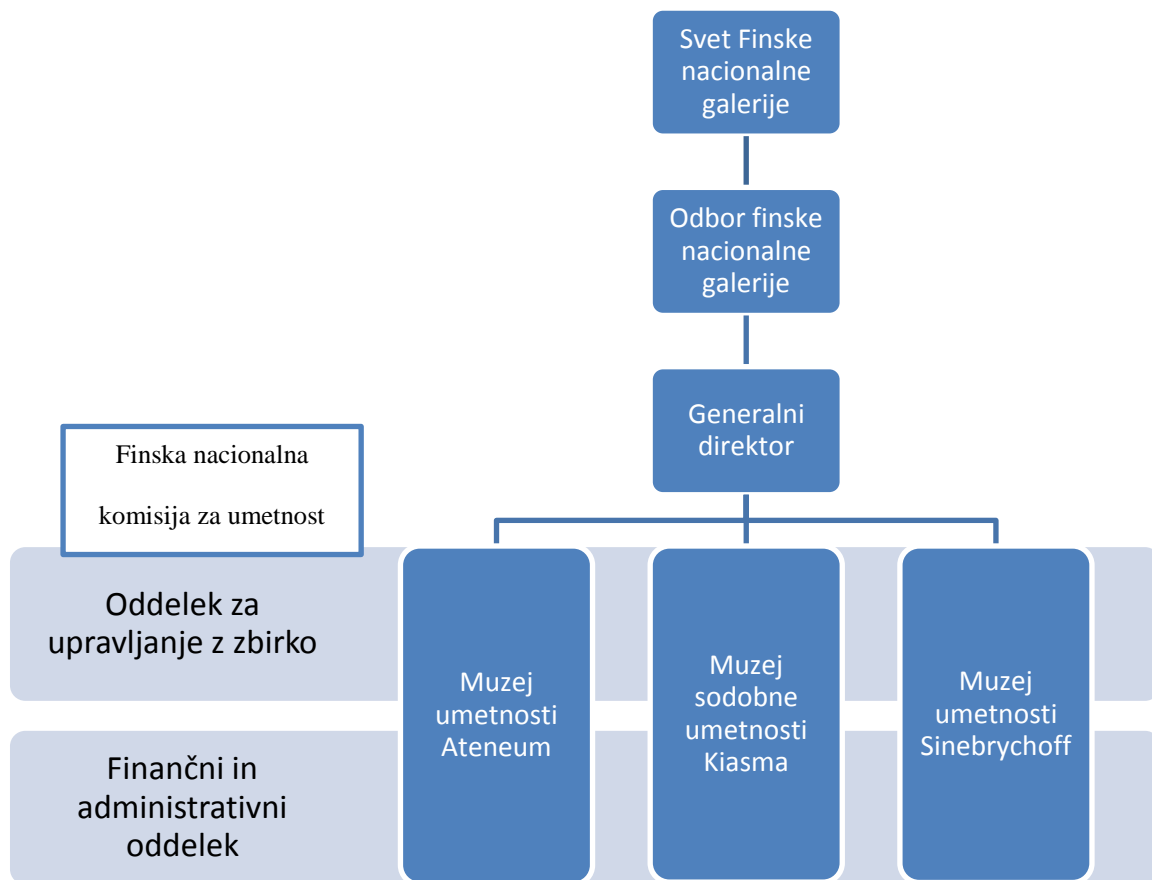 Svet Finske
nacionalne
galerije
Odbor finske
nacionalne
galerije
Generalni
direktor
Finska nacionalna
komisija za umetnost
Oddelek za
upravljanje z zbirko
Muzej
umetnosti
Ateneum
Muzej
sodobne
umetnosti
Kiasma
Muzej
umetnosti
Sinebrychoff
Finančni in
administrativni
oddelek